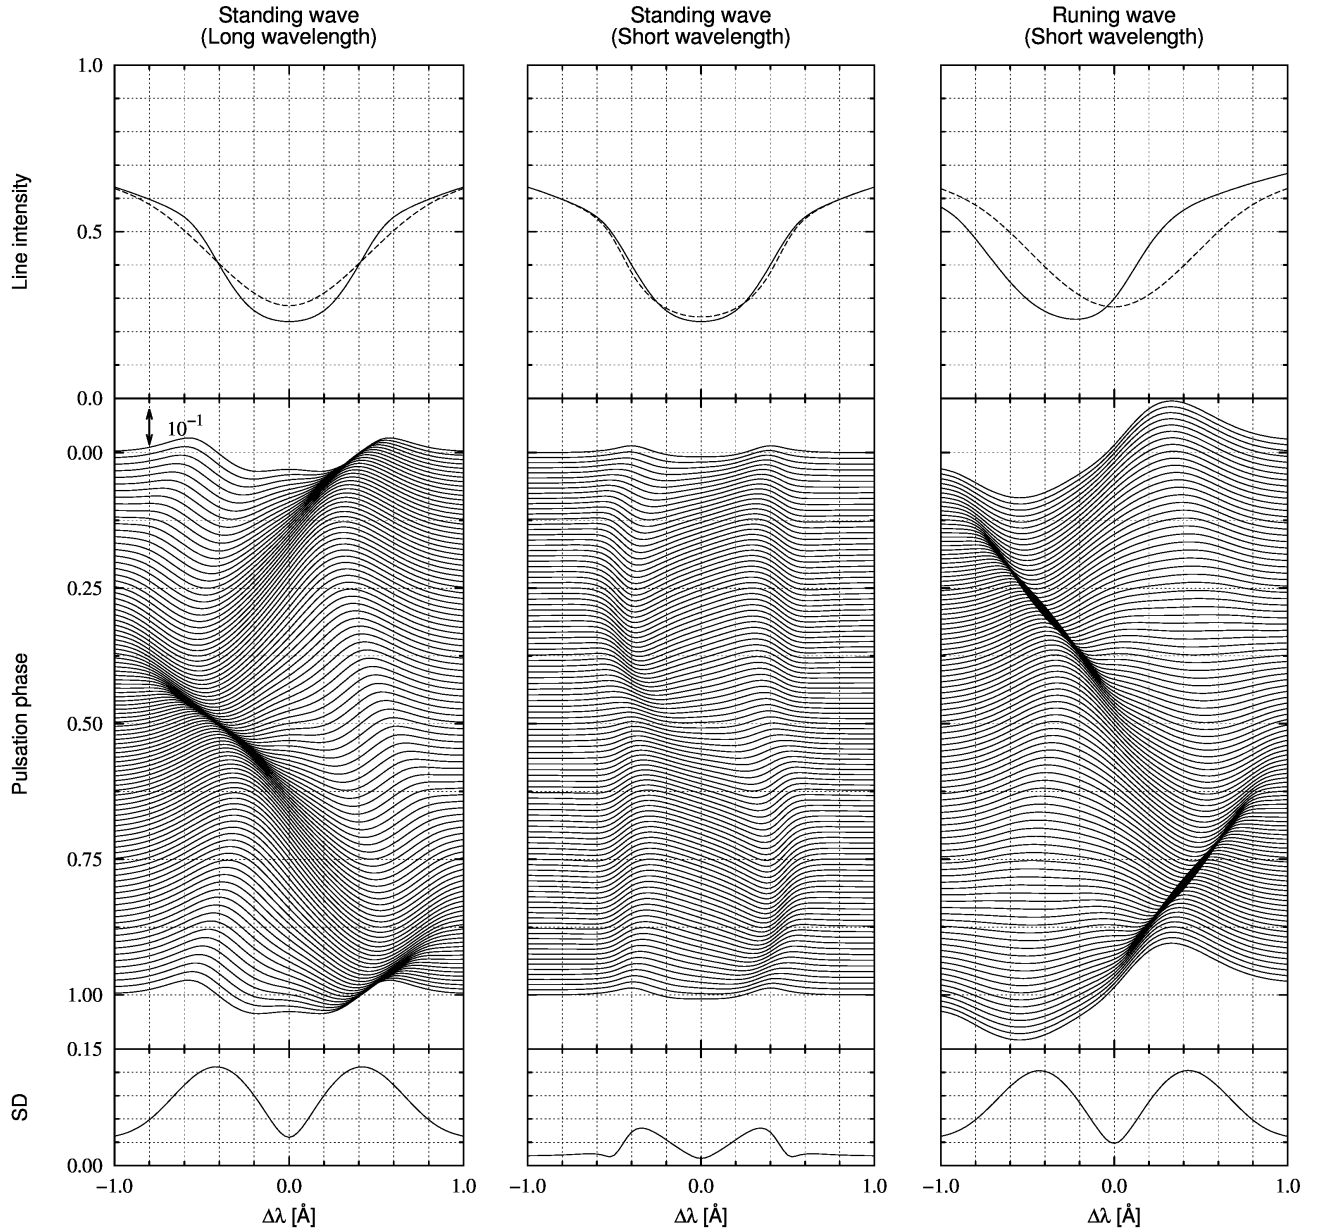 Standing wave
(Long wavelength)
Standing wave
(Short wavelength)
Runing wave
(Short wavelength)
Line intensity
1.0
0.5
0.0
10⁻¹
Pulsation phase
0.00
0.25
0.50
0.75
1.00
SD
0.15
0.00
−1.0 0.0 1.0
−1.0 0.0 1.0
−1.0 0.0 1.0
Δλ [Å]
Δλ [Å]
Δλ [Å]